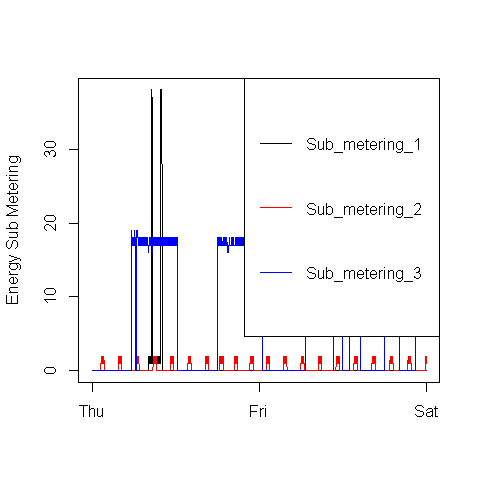 Energy Sub Metering
30
20
10
0
Sub_metering_1
Sub_metering_2
Sub_metering_3
Thu
Fri
Sat